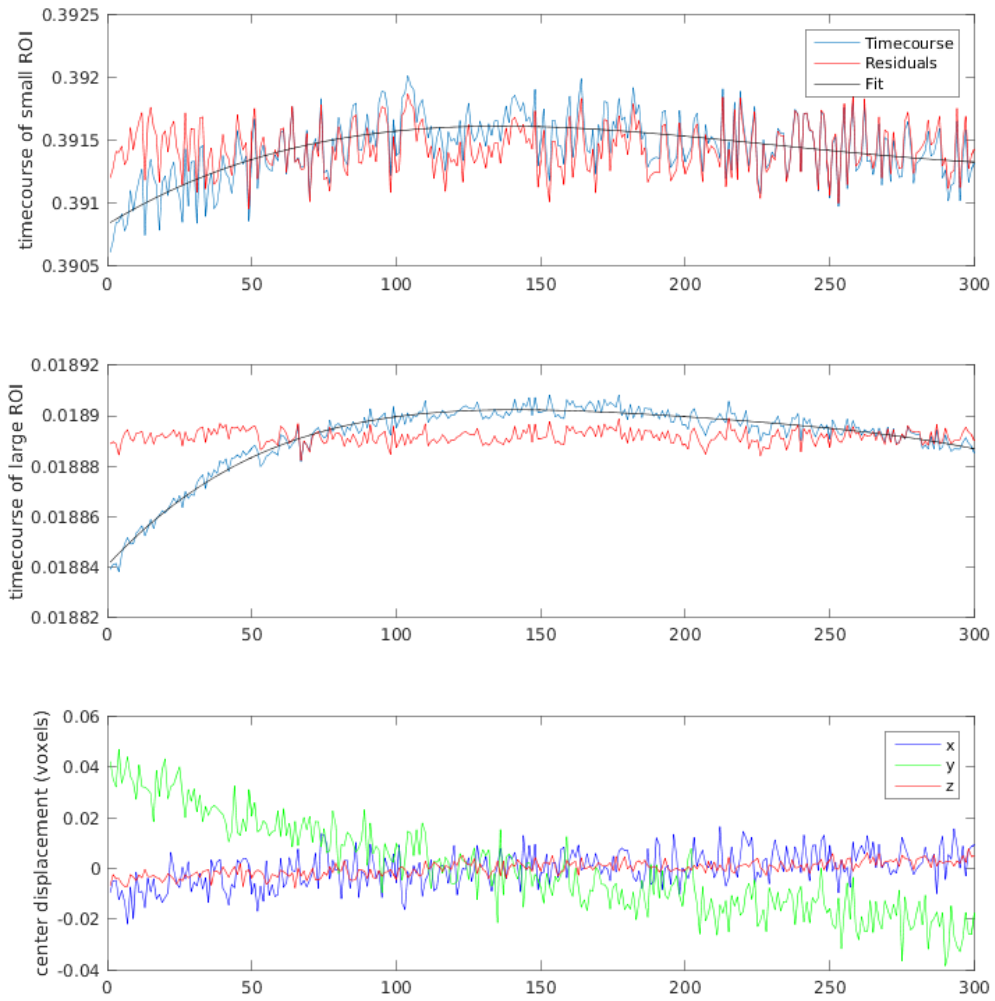 timecourse of small ROI
0.3925
0.392
0.3915
0.391
0.3905
0 50 100 150 200 250 300
Timecourse
Residuals
Fit
timecourse of large ROI
0.01892
0.0189
0.01888
0.01886
0.01884
0.01882
0 50 100 150 200 250 300
center displacement (voxels)
0.06
0.04
0.02
0
-0.02
-0.04
0 50 100 150 200 250 300
x
y
z